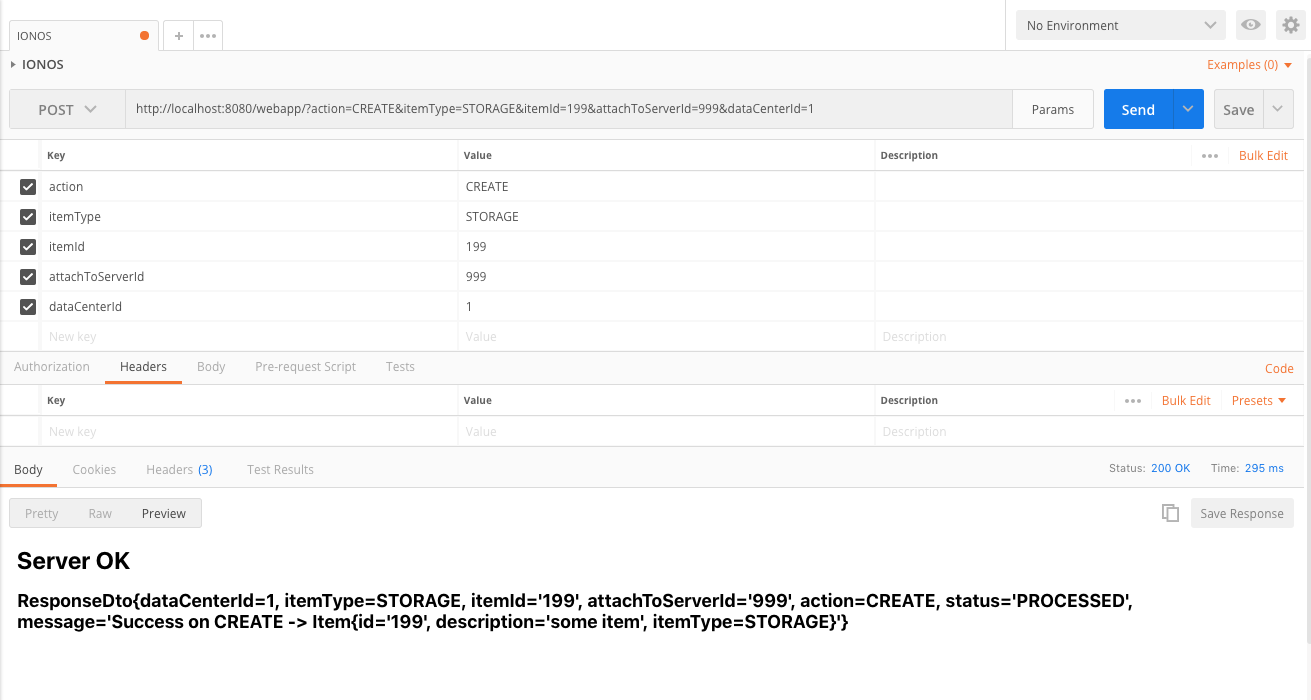 IONOS
+
No Environment
IONOS
Examples (0)
POST
http://localhost:8080/webapp/?action=CREATE&itemType=STORAGE&itemId=199&attachToServerId=999&dataCenterId=1
Params
Send
Save
Key Value Description ••• Bulk Edit
action CREATE
itemType STORAGE
itemId 199
attachToServerId 999
dataCenterId 1
New key Value Description
Authorization Headers Body Pre-request Script Tests Code
Key Value Description ••• Bulk Edit Presets
New key Value Description
Body Cookies Headers (3) Test Results Status: 200 OK Time: 295 ms
Pretty Raw Preview Save Response
Server OK
ResponseDto{dataCenterId=1, itemType=STORAGE, itemId='199', attachToServerId='999', action=CREATE, status='PROCESSED',
message='Success on CREATE -> Item{id='199', description='some item', itemType=STORAGE}'}